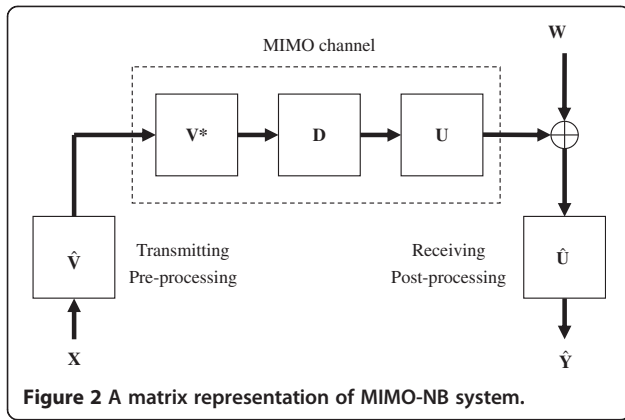 W
MIMO channel
V*
D
U
V̂
Transmitting
Pre-processing
Receiving
Post-processing
Û
X
Ŷ
Figure 2 A matrix representation of MIMO-NB system.